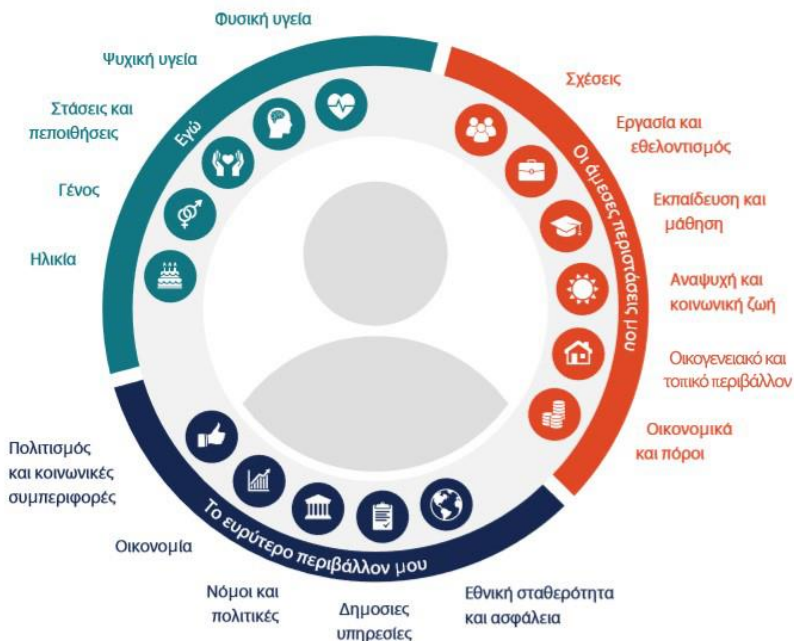 Φυσική υγεία
Ψυχική υγεία
Στάσεις και
πεποιθήσεις
Γένος
Ηλικία
Εγώ
Σχέσεις
Εργασία και
εθελοντισμός
Εκπαίδευση και
μάθηση
Αναψυχή και
κοινωνική ζωή
Οικογενειακό και
τοπικό περιβάλλον
Οικονομικά
και πόροι
Οι άμεσες περιστάσεις μου
Πολιτισμός
και κοινωνικές
συμπεριφορές
Οικονομία
Νόμοι και
πολιτικές
Δημοσιες
υπηρεσίες
Εθνική σταθερότητα
και ασφάλεια
Το ευρύτερο περιβάλλον μου